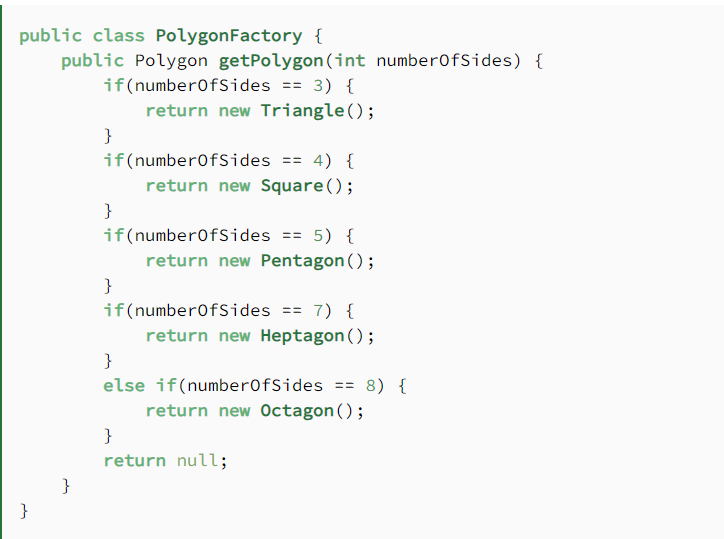 public class PolygonFactory {
    public Polygon getPolygon(int numberOfSides) {
        if(numberOfSides == 3) {
            return new Triangle();
        }
        if(numberOfSides == 4) {
            return new Square();
        }
        if(numberOfSides == 5) {
            return new Pentagon();
        }
        if(numberOfSides == 7) {
            return new Heptagon();
        }
        else if(numberOfSides == 8) {
            return new Octagon();
        }
        return null;
    }
}